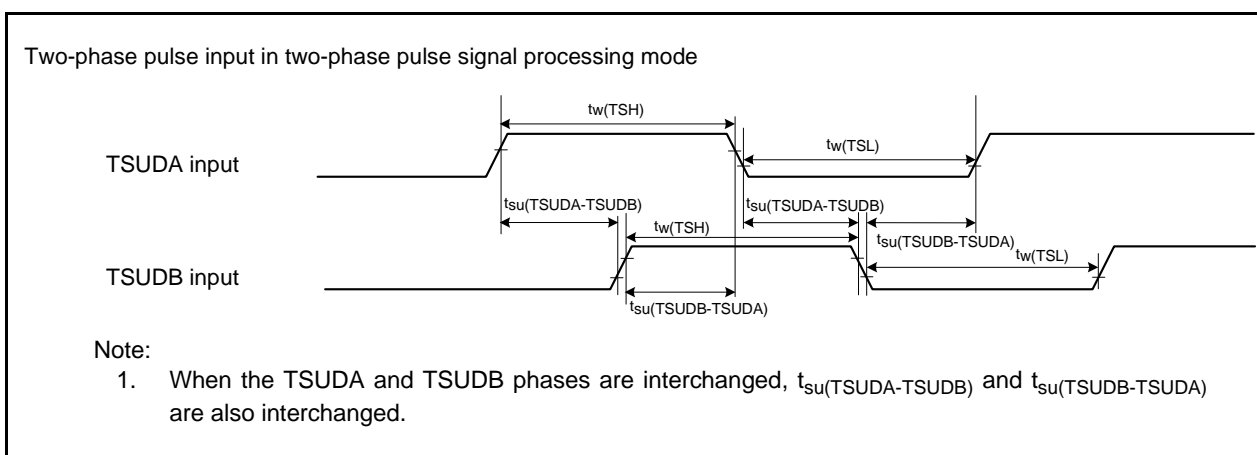 Two-phase pulse input in two-phase pulse signal processing mode
tw(TSH)
tw(TSL)
TSUDA input
tsu(TSUDA-TSUDB)
tsu(TSUDA-TSUDB)
tw(TSH)
tsu(TSUDB-TSUDA)
tw(TSL)
TSUDB input
tsu(TSUDB-TSUDA)
Note:
1. When the TSUDA and TSUDB phases are interchanged, tsu(TSUDA-TSUDB) and tsu(TSUDB-TSUDA)
are also interchanged.